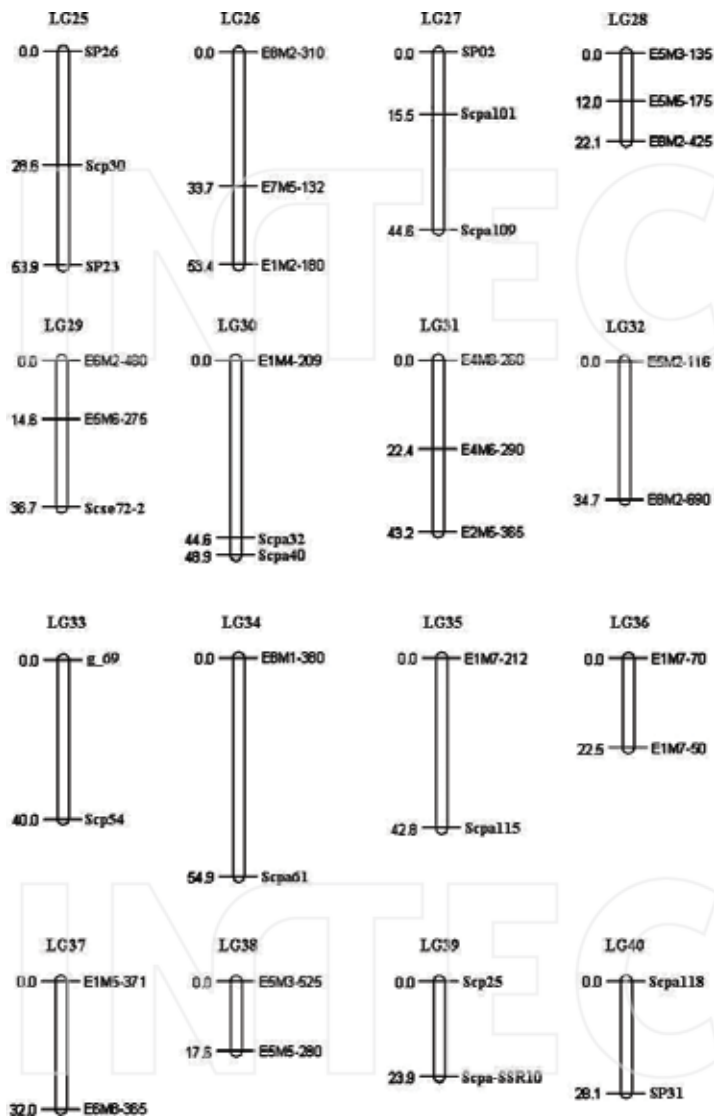 LG25 LG26 LG27 LG28
0.0 SP26 0.0 E8M2-310 0.0 SP02 0.0 E5M3-135
15.5 Scpa101 12.0 E5M5-175
28.6 Scp30 33.7 E7M5-132 22.1 E8M2-425
53.9 SP23 53.4 E1M2-180 44.6 Scpa109
LG29 LG30 LG31 LG32
0.0 E6M2-480 0.0 E1M4-209 0.0 E4M8-260 0.0 E5M2-116
14.6 E5M6-275 22.4 E4M6-290
36.7 Scse72-2 44.6 Scpa32 43.2 E2M6-365 34.7 E8M2-690
48.9 Scpa40
LG33 LG34 LG35 LG36
0.0 g_69 0.0 E8M1-380 0.0 E1M7-212 0.0 E1M7-70
22.5 E1M7-50
40.0 Scp54 54.9 Scpa61 42.8 Scpa115
LG37 LG38 LG39 LG40
0.0 E1M5-371 0.0 E5M3-525 0.0 Scp25 0.0 Scpa118
17.5 E5M5-280
32.0 E6M8-365 23.9 Scpa-SSR10 28.1 SP31
INTEC
INTEC